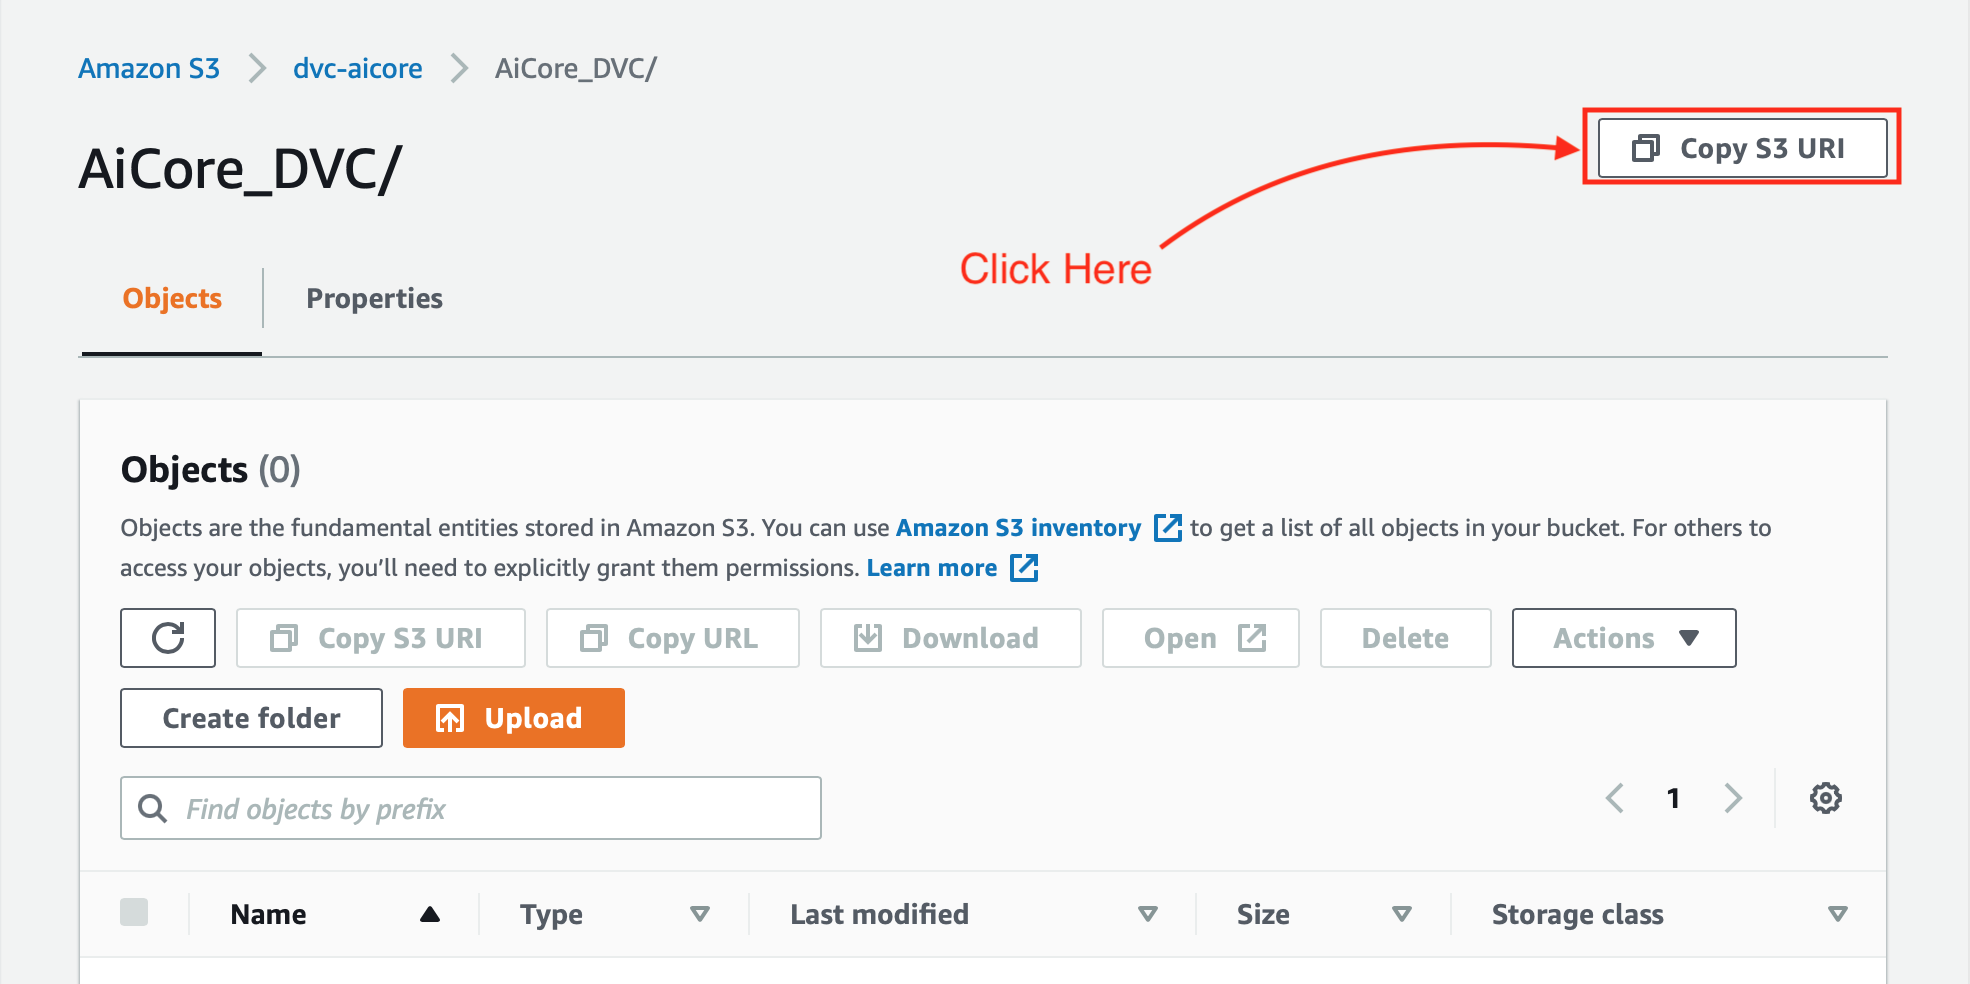 Amazon S3 dvc-aicore AiCore_DVC/
AiCore_DVC/
Copy S3 URI
Click Here
Objects Properties
Objects (0)
Objects are the fundamental entities stored in Amazon S3. You can use Amazon S3 inventory to get a list of all objects in your bucket. For others to
access your objects, you’ll need to explicitly grant them permissions. Learn more
Copy S3 URI Copy URL Download Open Delete Actions
Create folder Upload
Find objects by prefix 1
Name Type Last modified Size Storage class